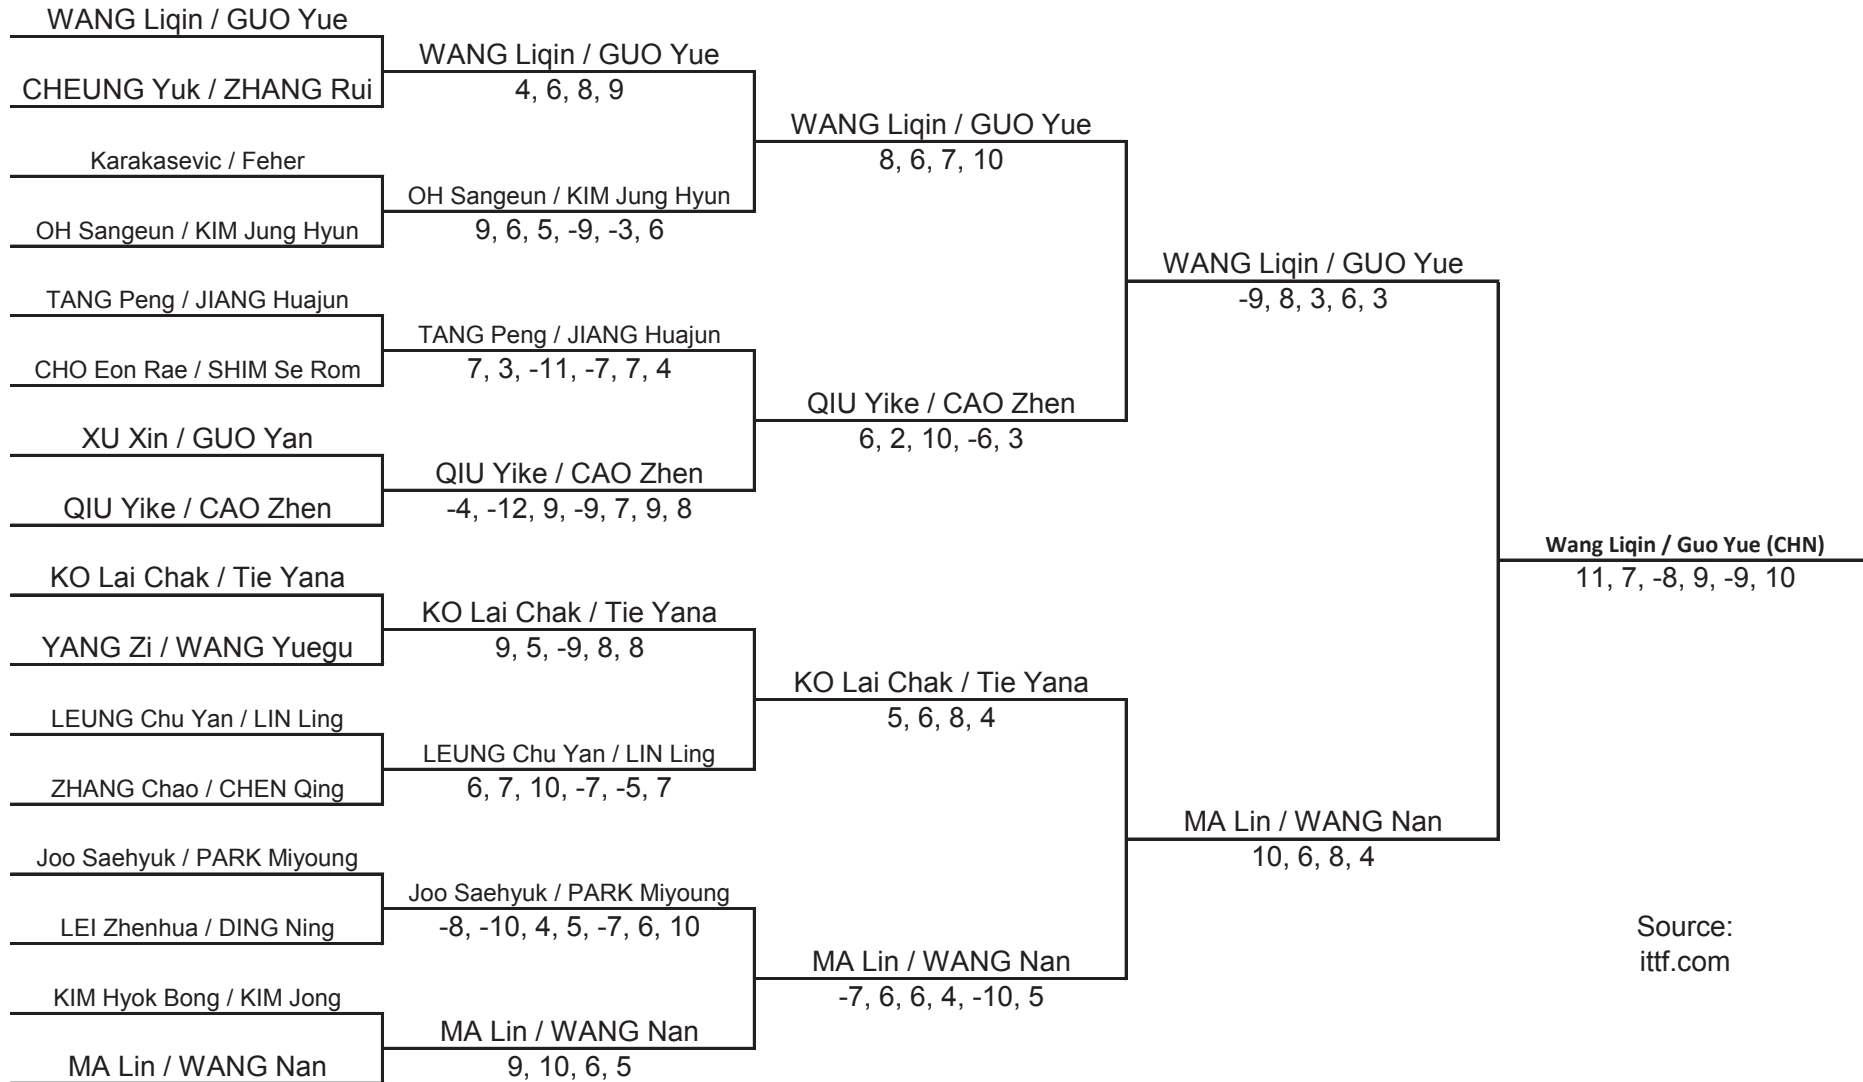 WANG Liqin / GUO Yue
CHEUNG Yuk / ZHANG Rui
Karakasevic / Feher
OH Sangeun / KIM Jung Hyun
TANG Peng / JIANG Huajun
CHO Eon Rae / SHIM Se Rom
XU Xin / GUO Yan
QIU Yike / CAO Zhen
KO Lai Chak / Tie Yana
YANG Zi / WANG Yuegu
LEUNG Chu Yan / LIN Ling
ZHANG Chao / CHEN Qing
Joo Saehyuk / PARK Miyoung
LEI Zhenhua / DING Ning
KIM Hyok Bong / KIM Jong
MA Lin / WANG Nan
WANG Liqin / GUO Yue
4, 6, 8, 9
OH Sangeun / KIM Jung Hyun
9, 6, 5, -9, -3, 6
TANG Peng / JIANG Huajun
7, 3, -11, -7, 7, 4
QIU Yike / CAO Zhen
-4, -12, 9, -9, 7, 9, 8
KO Lai Chak / Tie Yana
9, 5, -9, 8, 8
LEUNG Chu Yan / LIN Ling
6, 7, 10, -7, -5, 7
Joo Saehyuk / PARK Miyoung
-8, -10, 4, 5, -7, 6, 10
MA Lin / WANG Nan
9, 10, 6, 5
WANG Liqin / GUO Yue
8, 6, 7, 10
QIU Yike / CAO Zhen
6, 2, 10, -6, 3
KO Lai Chak / Tie Yana
5, 6, 8, 4
MA Lin / WANG Nan
-7, 6, 6, 4, -10, 5
WANG Liqin / GUO Yue
-9, 8, 3, 6, 3
MA Lin / WANG Nan
10, 6, 8, 4
Wang Liqin / Guo Yue (CHN)
11, 7, -8, 9, -9, 10
Source:
ittf.com